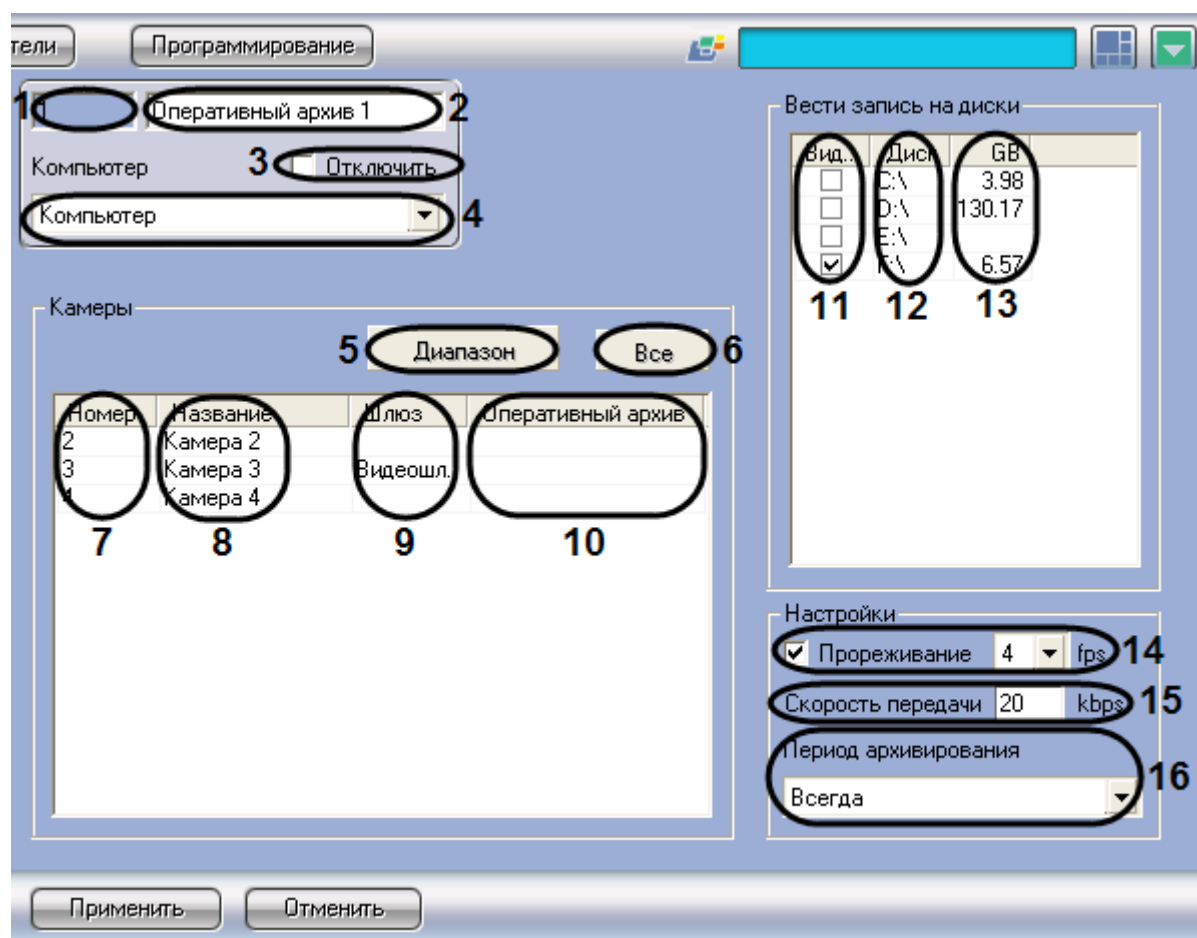 тели Программирование
1 1 Оперативный архив 1 2
Компьютер 3 Отключить
Компьютер 4
Вести запись на диски
Вид... Диск GB
C:\ 3.98
D:\ 130.17
E:\
F:\ 6.57
11 12 13
Камеры
5 Диапазон Все 6
Номер Название Шлюз Оперативный архив
2 Камера 2
3 Камера 3 Видеошл.
4 Камера 4
7 8 9 10
Настройки
Прореживание 4 fps 14
Скорость передачи 20 kbps 15
Период архивирования
Всегда 16
Применить Отменить